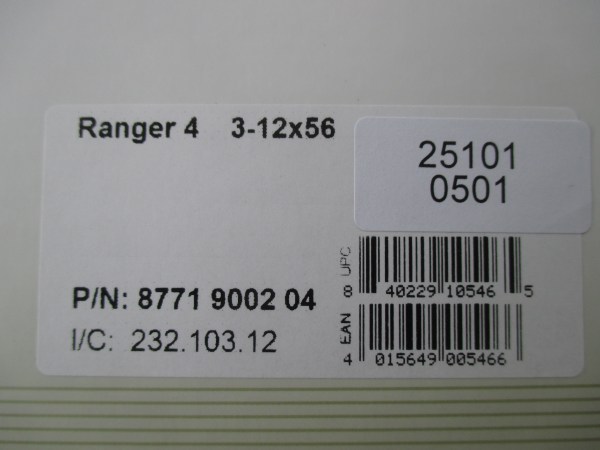 Ranger 4 3-12x56
25101
0501
P/N: 8771 9002 04
I/C: 232.103.12
UPC
8 40229 10546 5
EAN
4 015649 005466